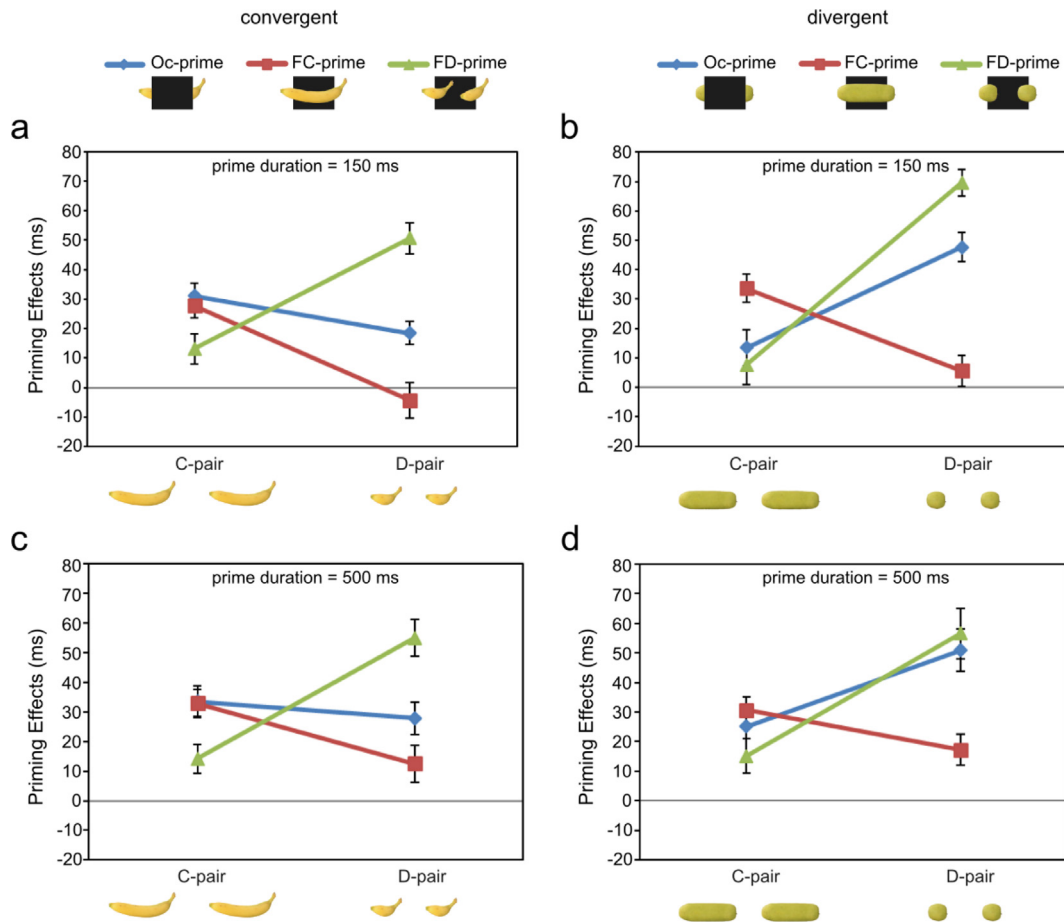 convergent
divergent
Oc-prime FC-prime FD-prime
Oc-prime FC-prime FD-prime
a
b
prime duration = 150 ms
prime duration = 150 ms
Priming Effects (ms)
80
70
60
50
40
30
20
10
0
-10
-20
C-pair D-pair
Priming Effects (ms)
80
70
60
50
40
30
20
10
0
-10
-20
C-pair D-pair
c
d
prime duration = 500 ms
prime duration = 500 ms
Priming Effects (ms)
80
70
60
50
40
30
20
10
0
-10
-20
C-pair D-pair
Priming Effects (ms)
80
70
60
50
40
30
20
10
0
-10
-20
C-pair D-pair